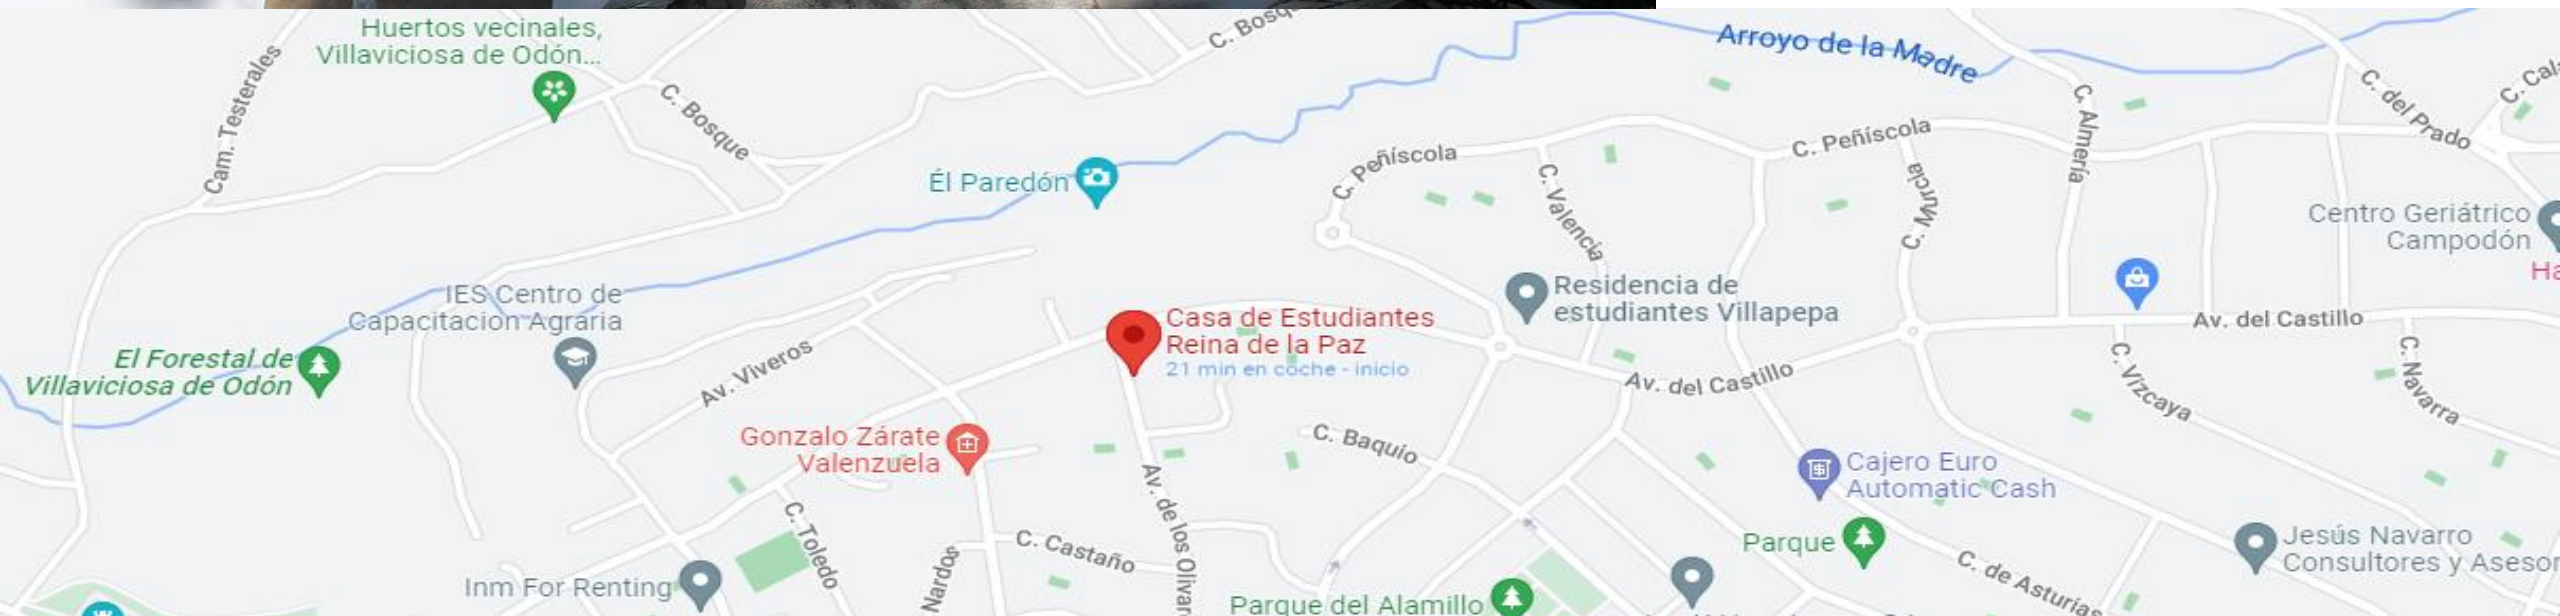 Huertos vecinales,
Villaviciosa de Odón...
C. Bosque
Arroyo de la Madre
Cam. Testerales
C. Bosque
C. Almería
C. del Prado
Él Paredón
C. Peñíscola
C. Peñíscola
C. Valencia
C. Murcia
Centro Geriátrico
Campodón
IES Centro de
Capacitacion Agraria
Residencia de
estudiantes Villapepa
Casa de Estudiantes
Reina de la Paz
21 min en coche - inicio
Av. del Castillo
El Forestal de
Villaviciosa de Odón
Av. Viveros
Av. del Castillo
C. Vizcaya
C. Navarra
Gonzalo Zárate
Valenzuela
C. Baquio
Cajero Euro
Automatic Cash
Av. de los Olivar
C. Toledo
C. Castaño
Nardos
Parque
Jesús Navarro
Consultores y Asesor
C. de Asturias
Inm For Renting
Parque del Alamillo